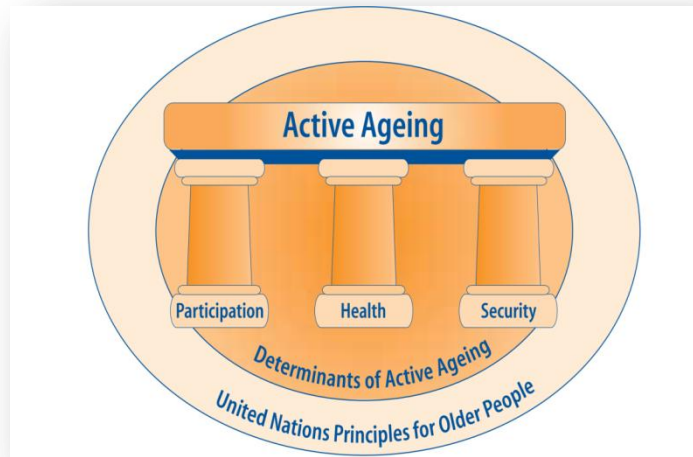 Active Ageing
Participation
Health
Security
Determinants of Active Ageing
United Nations Principles for Older People